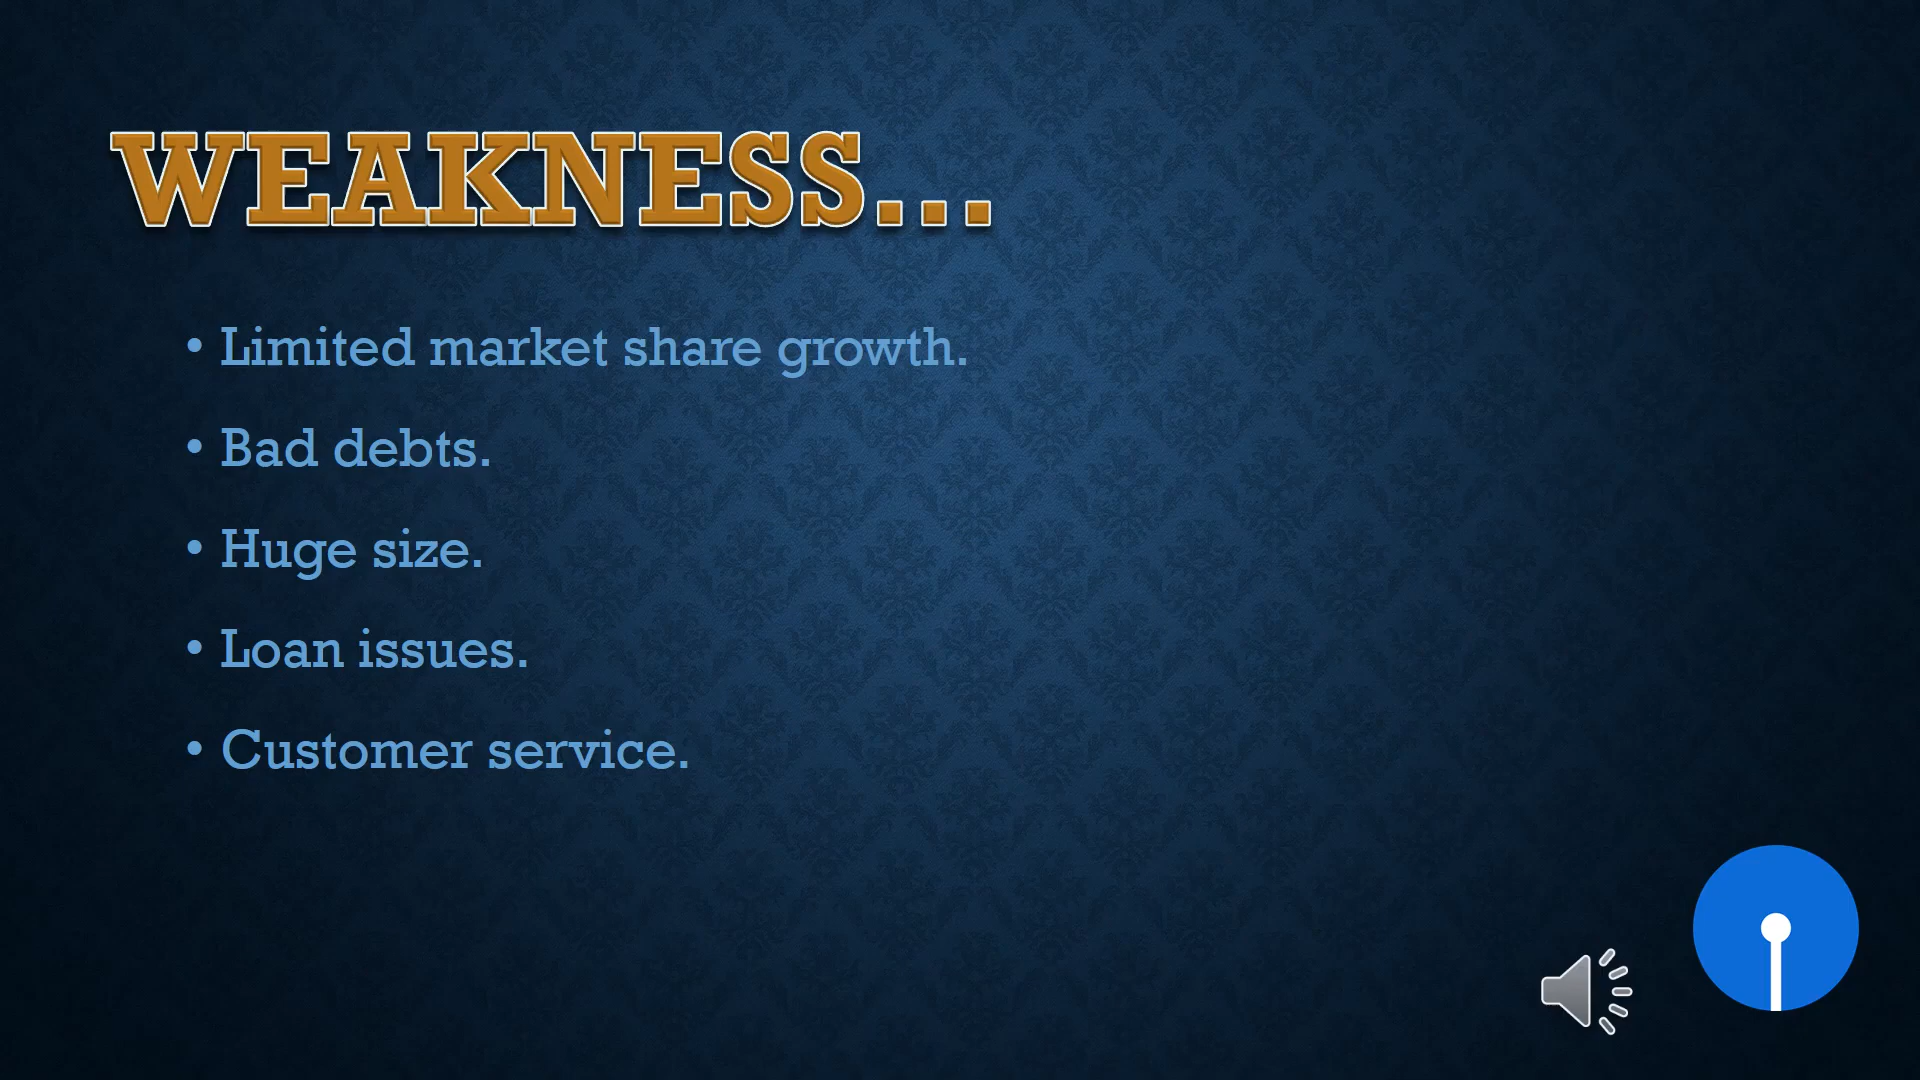 WEAKNESS...
• Limited market share growth.
• Bad debts.
• Huge size.
• Loan issues.
• Customer service.